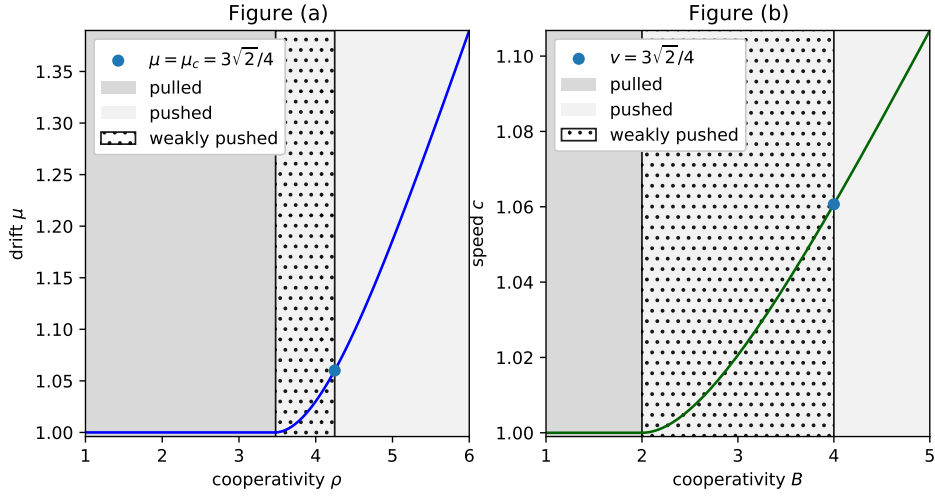 Figure (a)
μ = μc = 3√2/4
pulled
pushed
weakly pushed
drift μ
1.35
1.30
1.25
1.20
1.15
1.10
1.05
1.00
1 2 3 4 5 6
cooperativity ρ
Figure (b)
v = 3√2/4
pulled
pushed
weakly pushed
speed c
1.10
1.08
1.06
1.04
1.02
1.00
1 2 3 4 5
cooperativity B